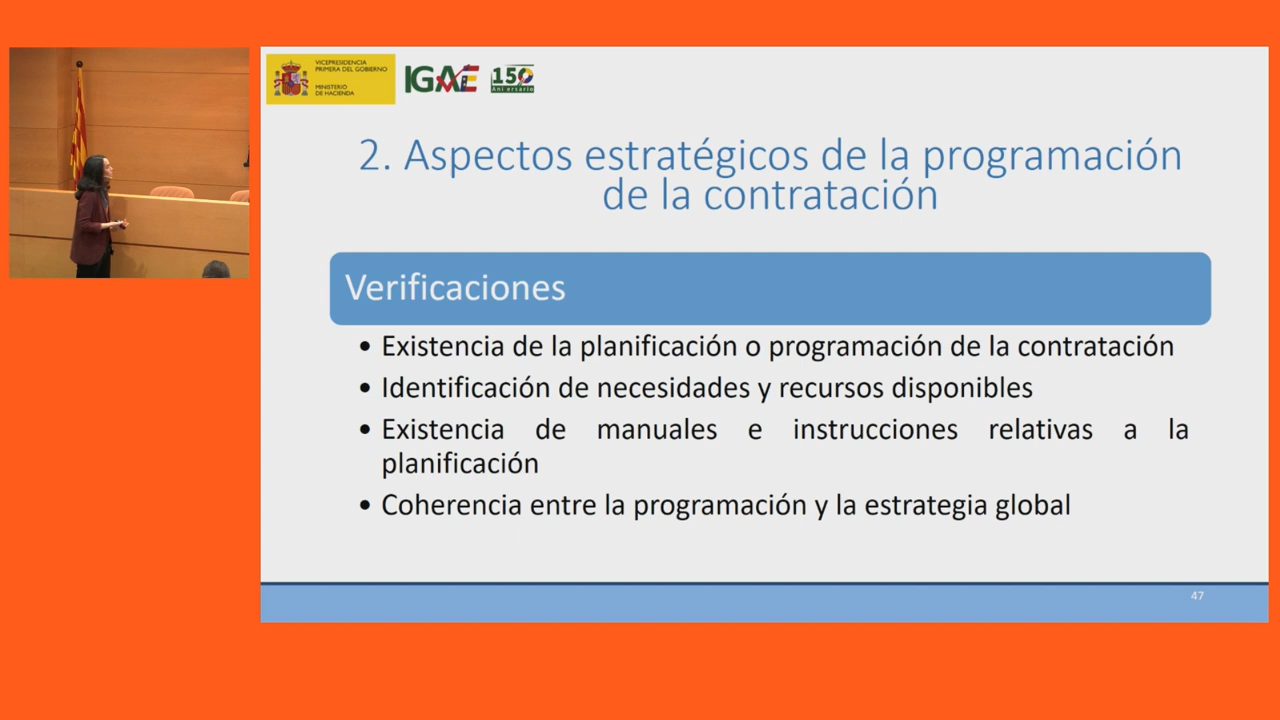 VICEPRESIDENCIA
PRIMERA DEL GOBIERNO
MINISTERIO
DE HACIENDA
IGAE
150
Aniversario
2. Aspectos estratégicos de la programación
de la contratación
Verificaciones
• Existencia de la planificación o programación de la contratación
• Identificación de necesidades y recursos disponibles
• Existencia de manuales e instrucciones relativas a la
planificación
• Coherencia entre la programación y la estrategia global
47